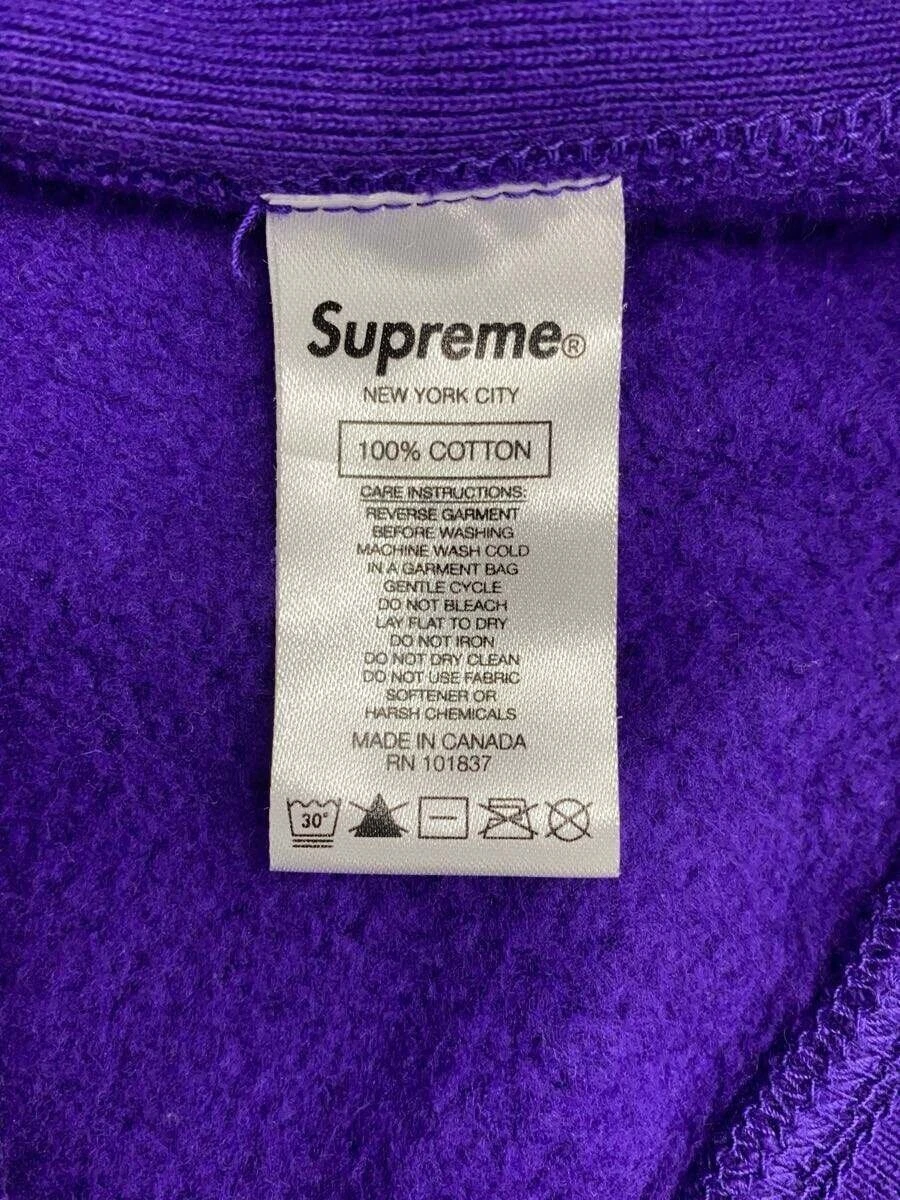 Supreme®
NEW YORK CITY
100% COTTON
CARE INSTRUCTIONS:
REVERSE GARMENT
BEFORE WASHING
MACHINE WASH COLD
IN A GARMENT BAG
GENTLE CYCLE
DO NOT BLEACH
LAY FLAT TO DRY
DO NOT IRON
DO NOT DRY CLEAN
DO NOT USE FABRIC
SOFTENER OR
HARSH CHEMICALS
MADE IN CANADA
RN 101837
30°